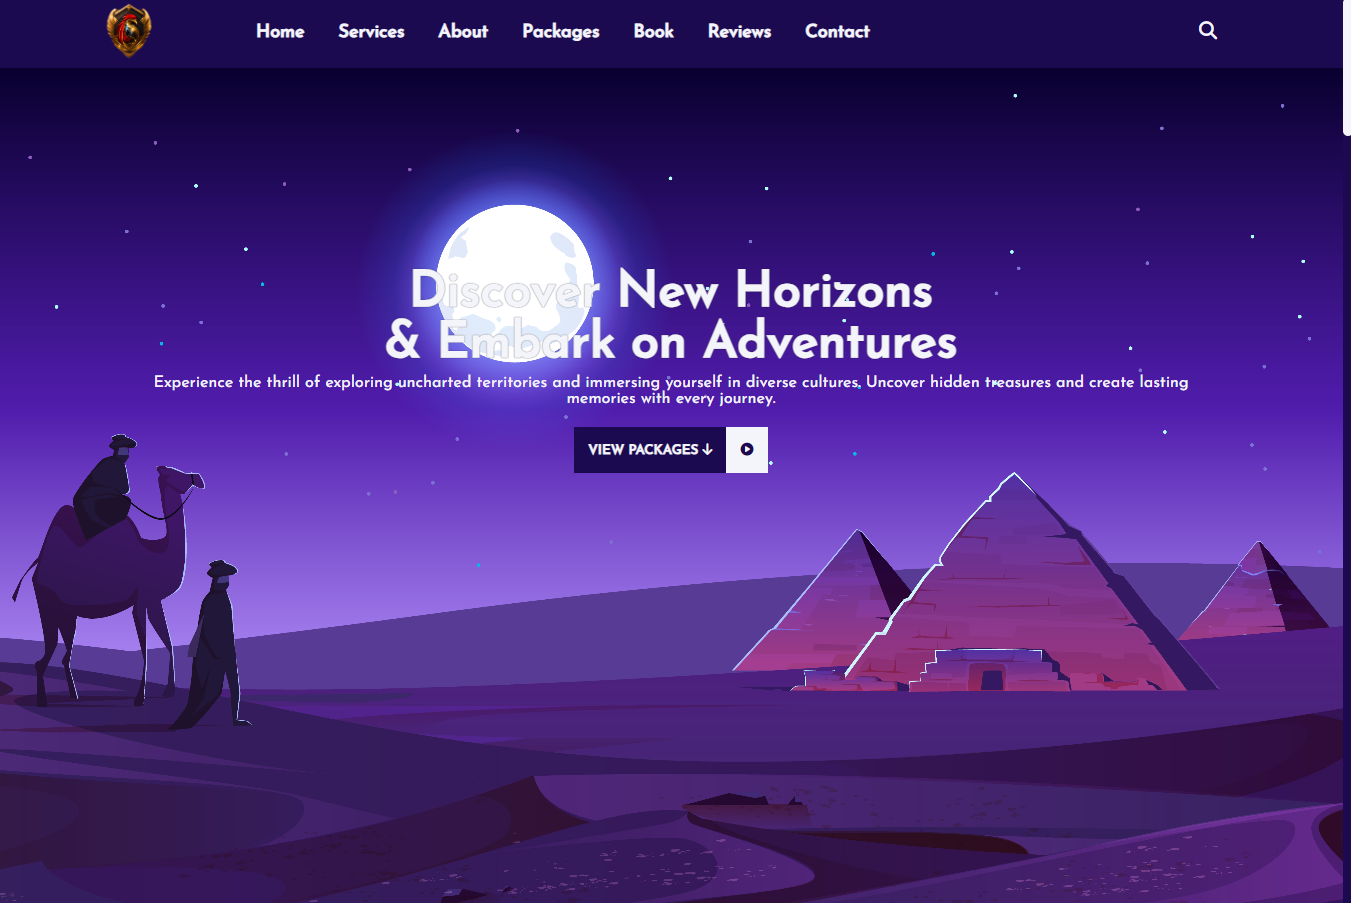 Home Services About Packages Book Reviews Contact
Discover New Horizons
& Embark on Adventures
Experience the thrill of exploring uncharted territories and immersing yourself in diverse cultures. Uncover hidden treasures and create lasting
memories with every journey.
VIEW PACKAGES